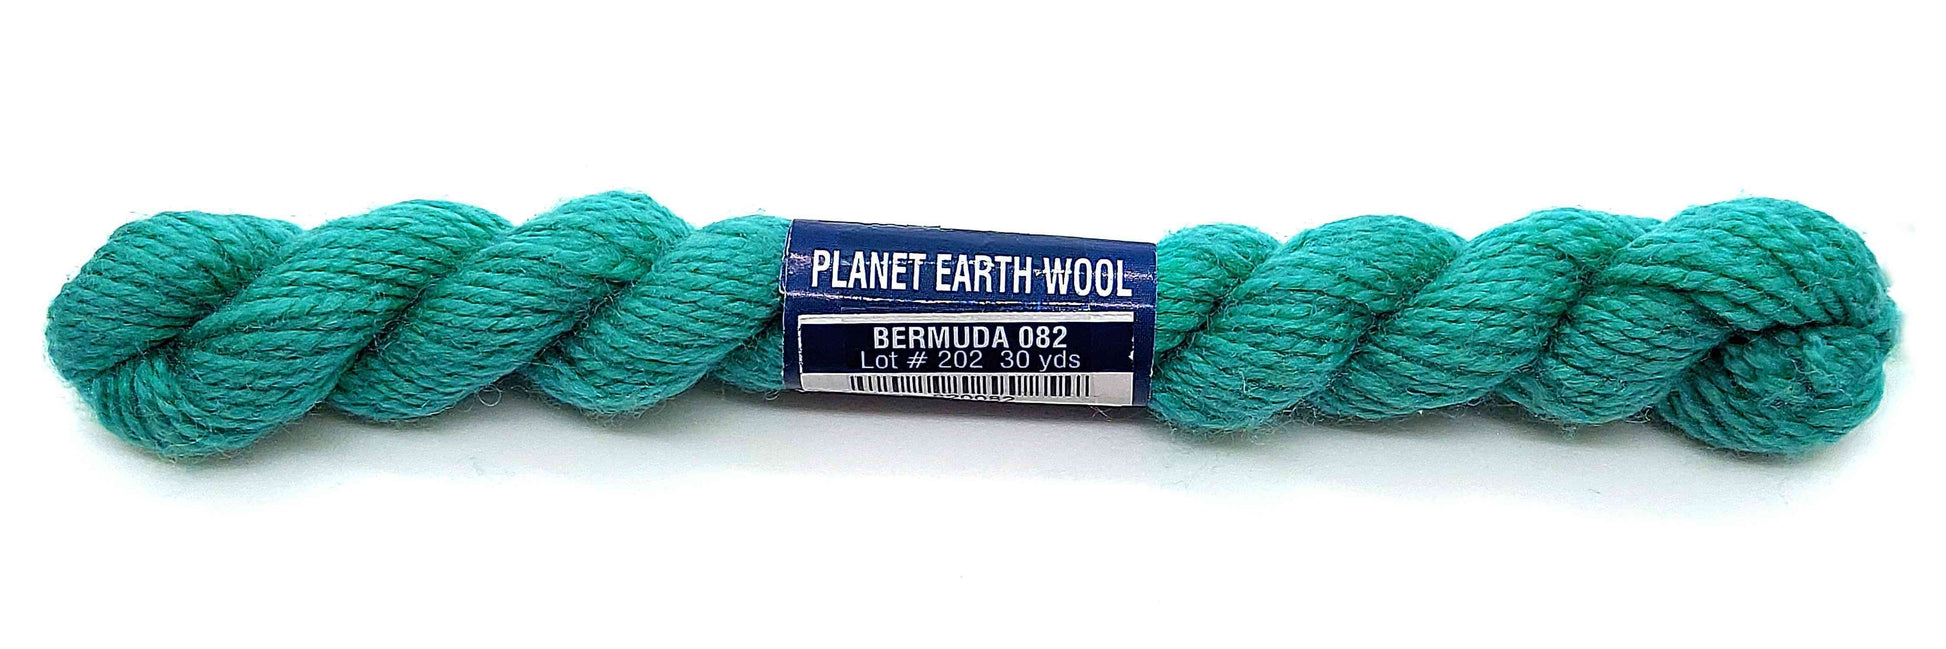 PLANET EARTH WOOL
BERMUDA 082
Lot # 202 30 yds